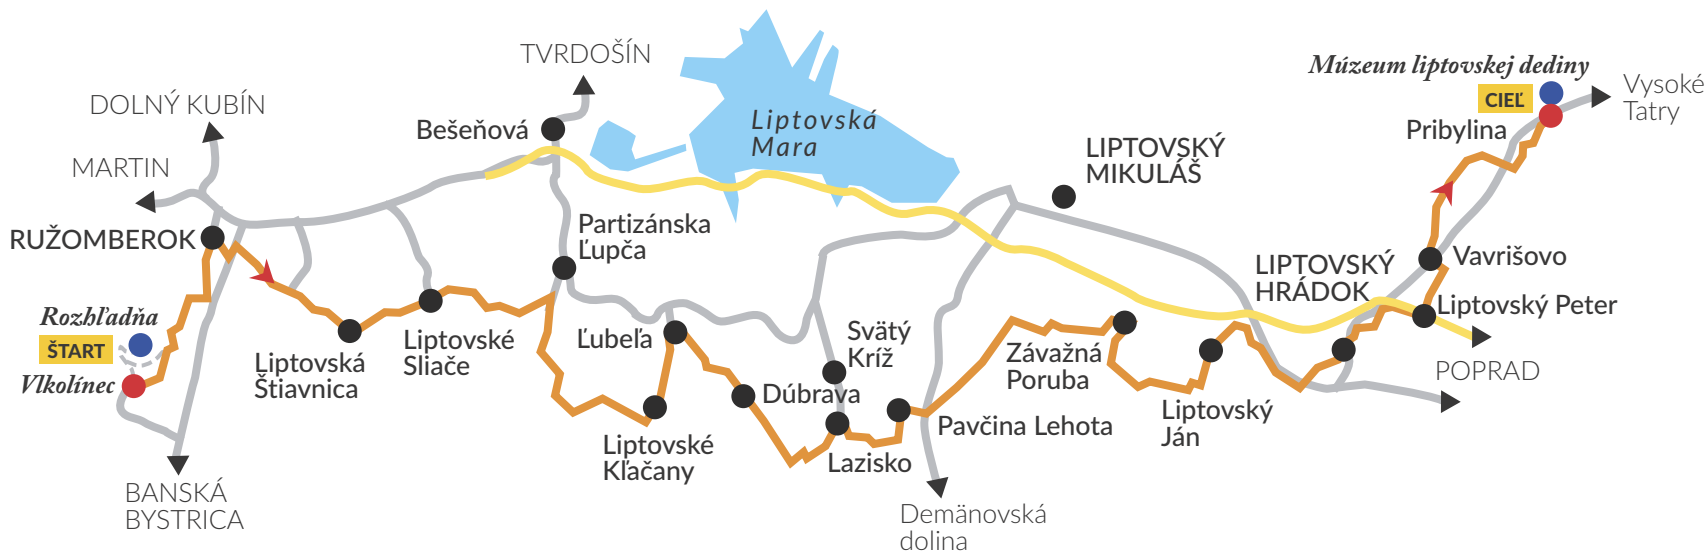 TVRDOŠÍN
DOLNÝ KUBÍN
MARTIN
RUŽOMBEROK
Rozhľadňa
ŠTART
Vlkolínec
BANSKÁ
BYSTRICA
Liptovská
Štiavnica
Liptovské
Sliače
Bešeňová
Partizánska
Ľupča
Ľubeľa
Liptovské
Kľačany
Dúbrava
Svätý
Kríž
Lazisko
Liptovská
Mara
LIPTOVSKÝ
MIKULÁŠ
Pavčina Lehota
Demänovská
dolina
Závažná
Poruba
Liptovský
Ján
LIPTOVSKÝ
HRÁDOK
Liptovský Peter
POPRAD
Vavrišovo
Pribylina
CIEĽ
Múzeum liptovskej dediny
Vysoké
Tatry